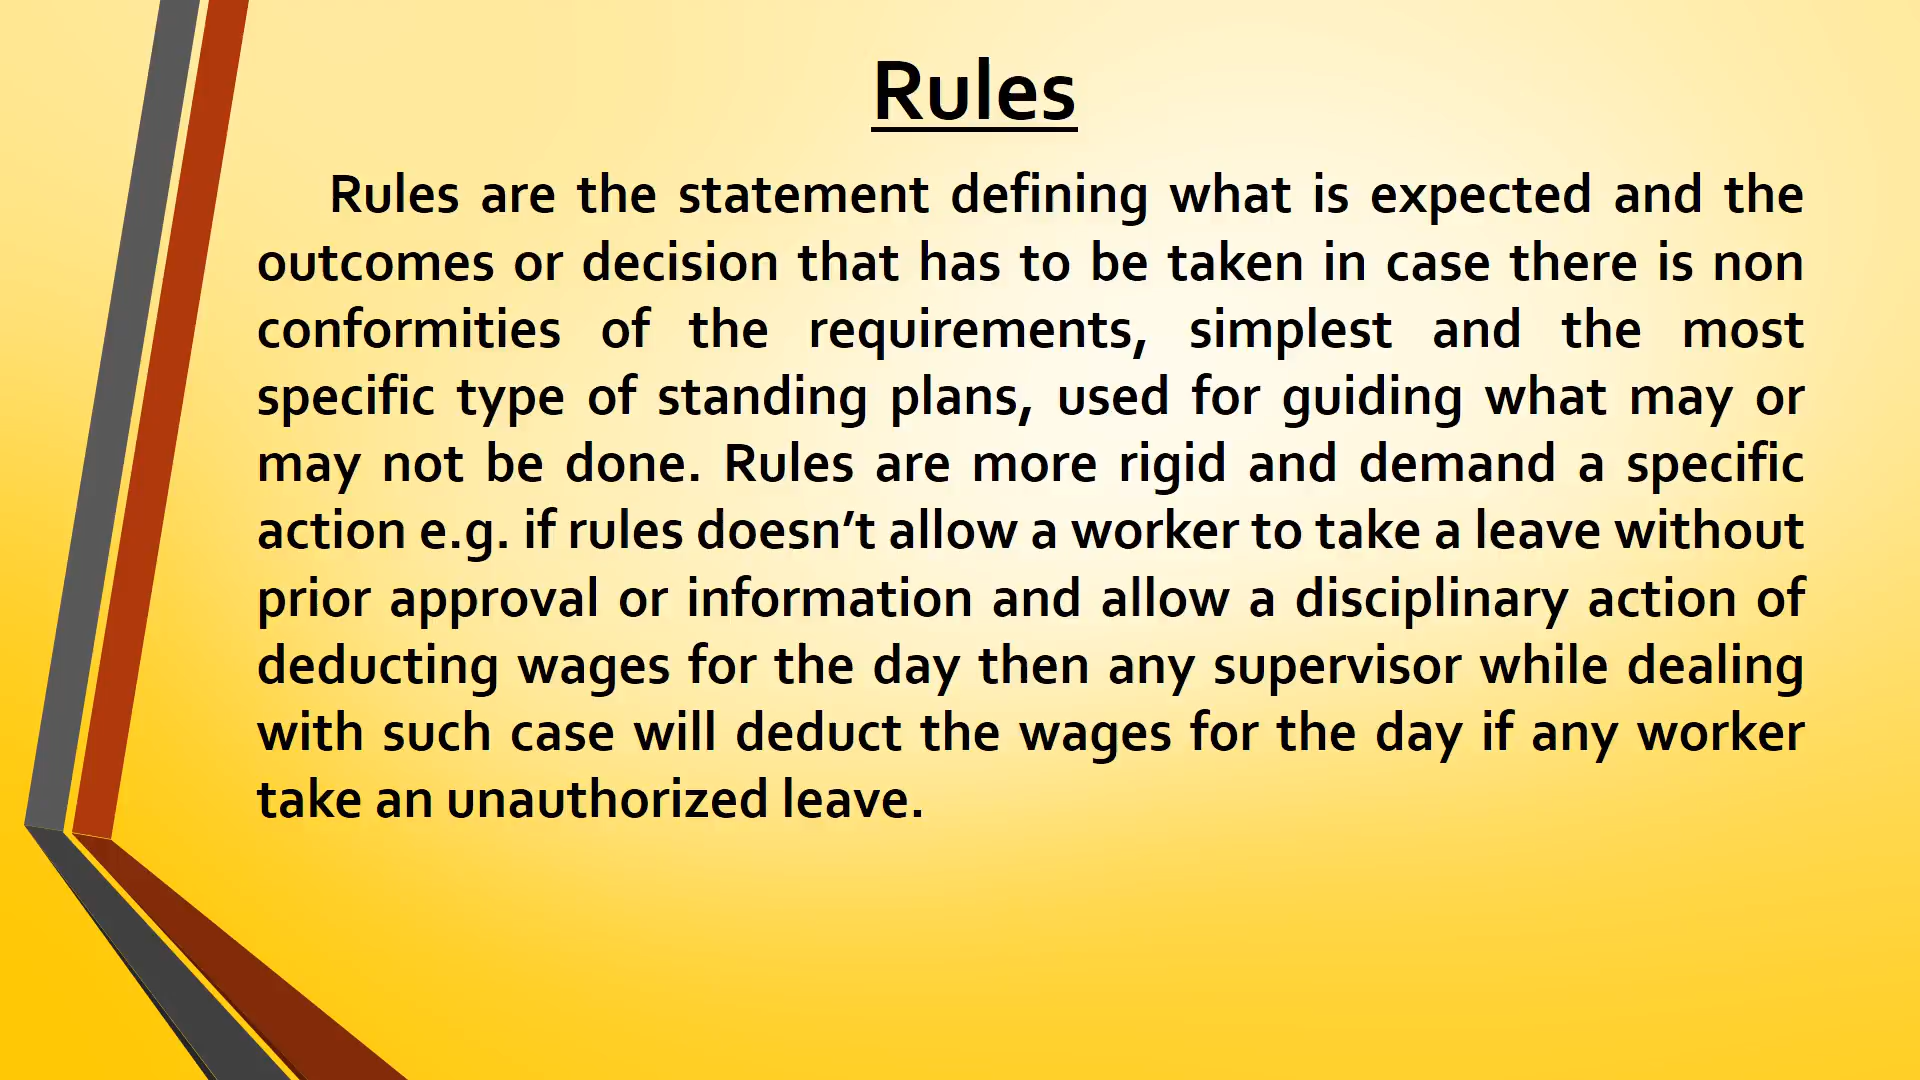 Rules
Rules are the statement defining what is expected and the
outcomes or decision that has to be taken in case there is non
conformities of the requirements, simplest and the most
specific type of standing plans, used for guiding what may or
may not be done. Rules are more rigid and demand a specific
action e.g. if rules doesn’t allow a worker to take a leave without
prior approval or information and allow a disciplinary action of
deducting wages for the day then any supervisor while dealing
with such case will deduct the wages for the day if any worker
take an unauthorized leave.